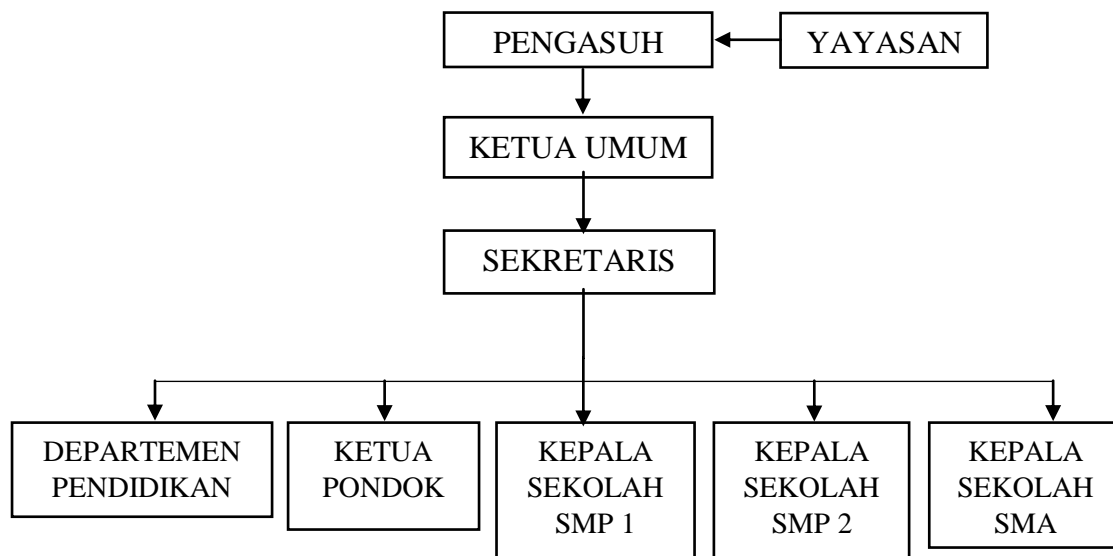 PENGASUH
YAYASAN
KETUA UMUM
SEKRETARIS
DEPARTEMEN
PENDIDIKAN
KETUA
PONDOK
KEPALA
SEKOLAH
SMP 1
KEPALA
SEKOLAH
SMP 2
KEPALA
SEKOLAH
SMA